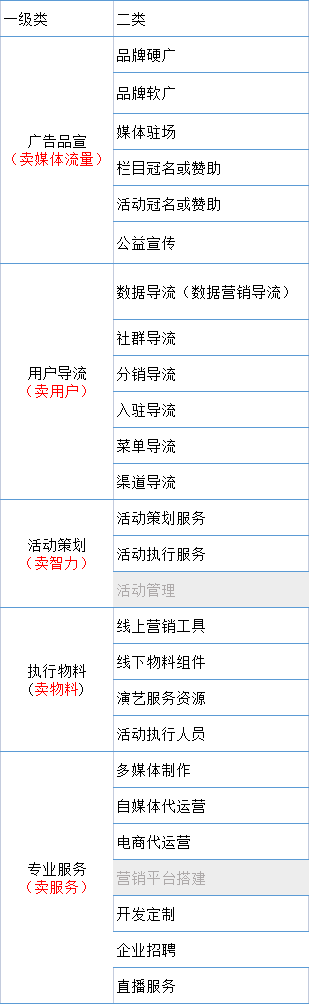 一级类
二类
广告品宣
（卖媒体流量）
品牌硬广
品牌软广
媒体驻场
栏目冠名或赞助
活动冠名或赞助
公益宣传
用户导流
（卖用户）
数据导流（数据营销导流）
社群导流
分销导流
入驻导流
菜单导流
渠道导流
活动策划
（卖智力）
活动策划服务
活动执行服务
活动管理
执行物料
(卖物料)
线上营销工具
线下物料组件
演艺服务资源
活动执行人员
专业服务
（卖服务）
多媒体制作
自媒体代运营
电商代运营
营销平台搭建
开发定制
企业招聘
直播服务